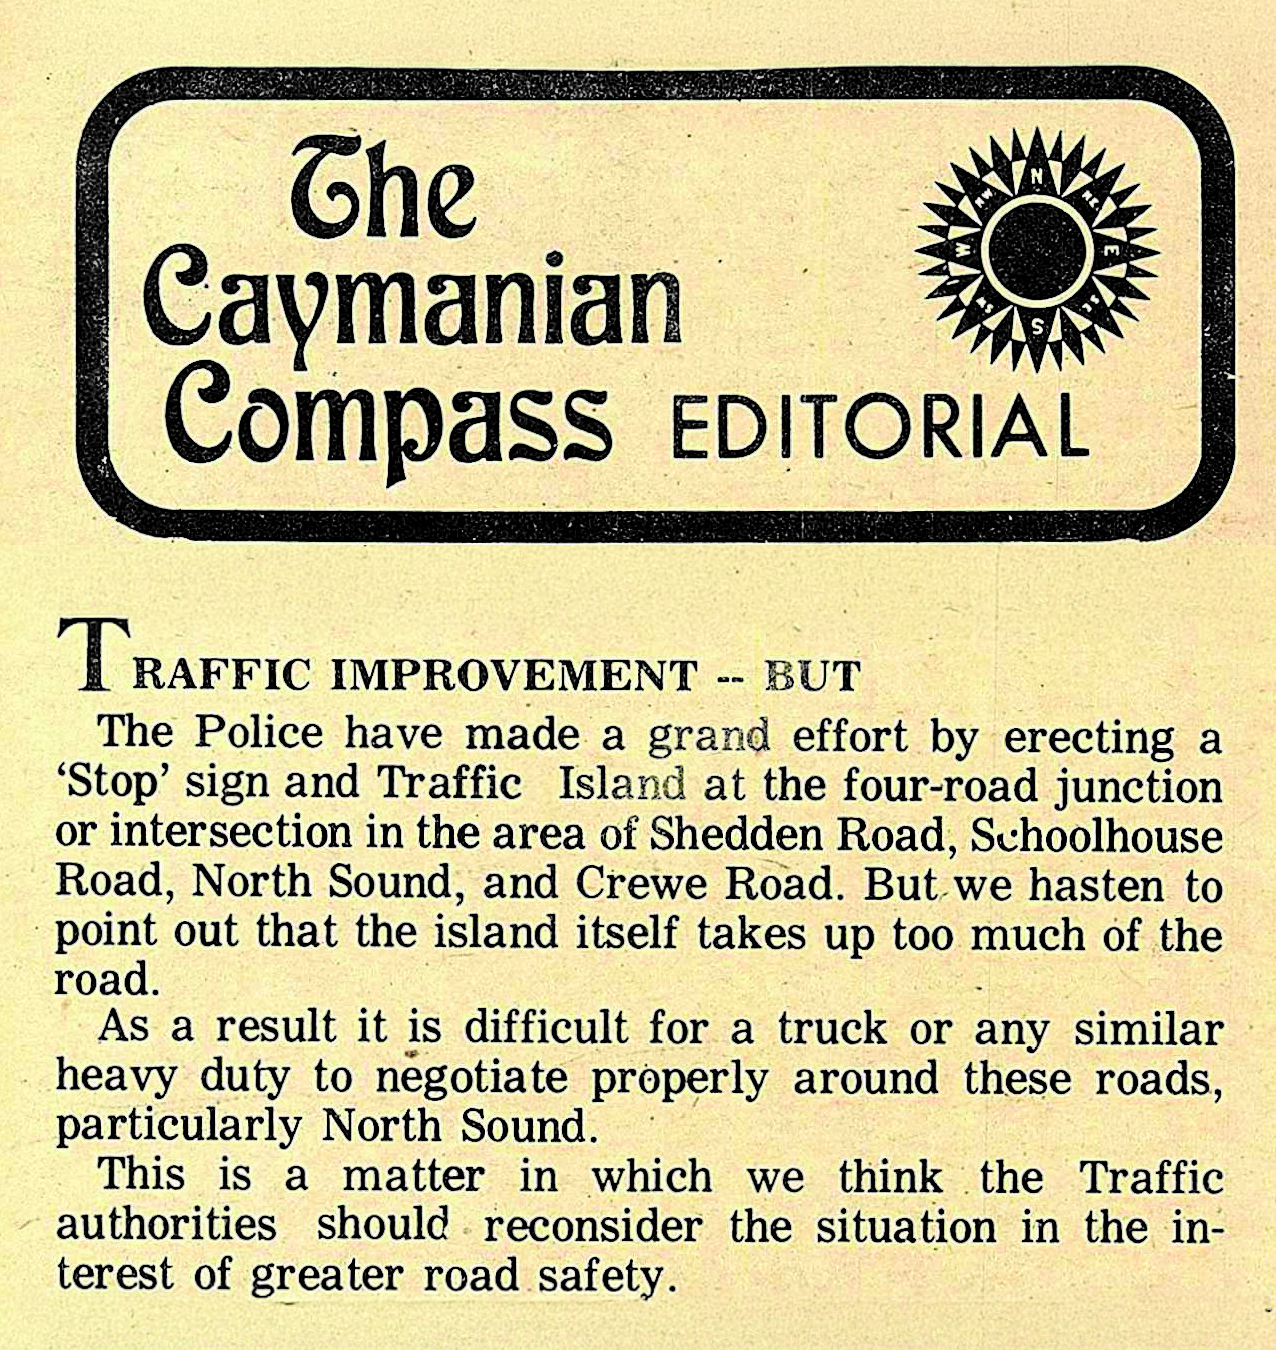 The
Caymanian
Compass EDITORIAL
N
NE.
E
SE
S
SW
W
NW.
TRAFFIC IMPROVEMENT -- BUT
The Police have made a grand effort by erecting a
‘Stop’ sign and Traffic Island at the four-road junction
or intersection in the area of Shedden Road, Schoolhouse
Road, North Sound, and Crewe Road. But we hasten to
point out that the island itself takes up too much of the
road.
As a result it is difficult for a truck or any similar
heavy duty to negotiate properly around these roads,
particularly North Sound.
This is a matter in which we think the Traffic
authorities should reconsider the situation in the in-
terest of greater road safety.